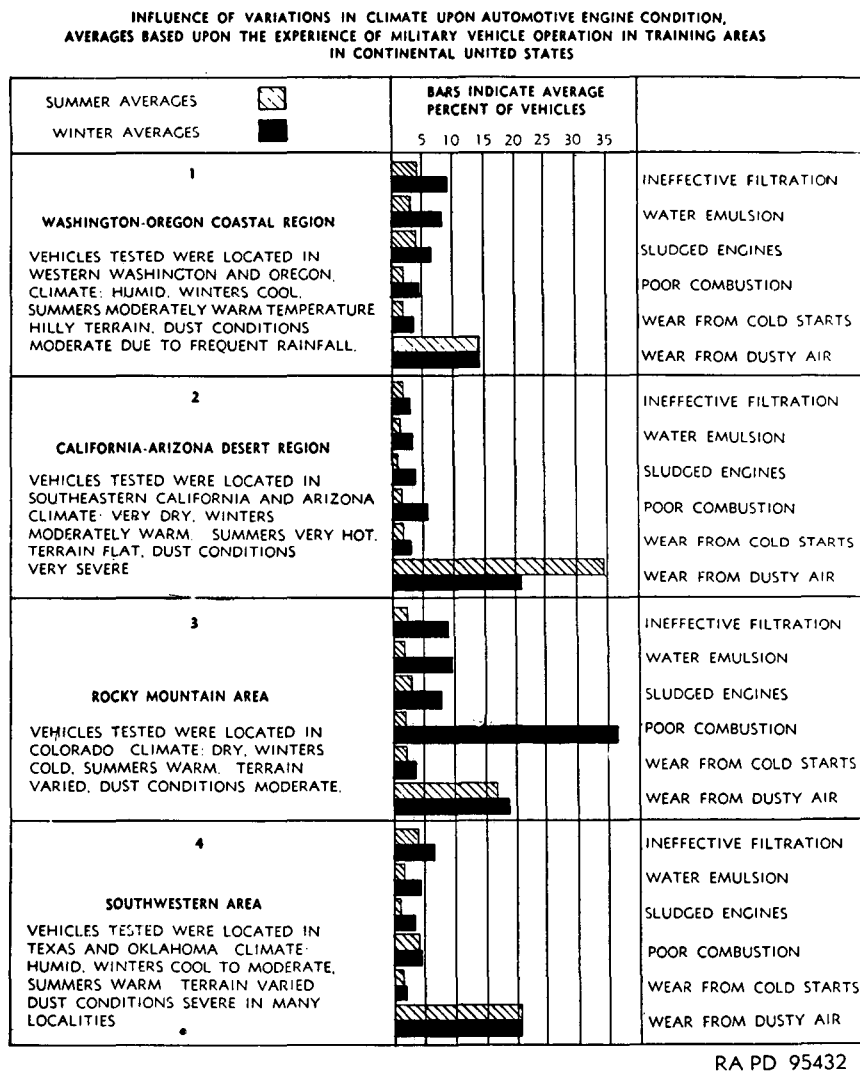 INFLUENCE OF VARIATIONS IN CLIMATE UPON AUTOMOTIVE ENGINE CONDITION,
AVERAGES BASED UPON THE EXPERIENCE OF MILITARY VEHICLE OPERATION IN TRAINING AREAS
IN CONTINENTAL UNITED STATES
SUMMER AVERAGES
WINTER AVERAGES
BARS INDICATE AVERAGE
PERCENT OF VEHICLES
5 10 15 20 25 30 35
1
WASHINGTON-OREGON COASTAL REGION
VEHICLES TESTED WERE LOCATED IN
WESTERN WASHINGTON AND OREGON,
CLIMATE: HUMID, WINTERS COOL,
SUMMERS MODERATELY WARM TEMPERATURE
HILLY TERRAIN, DUST CONDITIONS
MODERATE DUE TO FREQUENT RAINFALL.
INEFFECTIVE FILTRATION
WATER EMULSION
SLUDGED ENGINES
POOR COMBUSTION
WEAR FROM COLD STARTS
WEAR FROM DUSTY AIR
2
CALIFORNIA-ARIZONA DESERT REGION
VEHICLES TESTED WERE LOCATED IN
SOUTHEASTERN CALIFORNIA AND ARIZONA
CLIMATE: VERY DRY, WINTERS
MODERATELY WARM. SUMMERS VERY HOT.
TERRAIN FLAT, DUST CONDITIONS
VERY SEVERE
INEFFECTIVE FILTRATION
WATER EMULSION
SLUDGED ENGINES
POOR COMBUSTION
WEAR FROM COLD STARTS
WEAR FROM DUSTY AIR
3
ROCKY MOUNTAIN AREA
VEHICLES TESTED WERE LOCATED IN
COLORADO CLIMATE: DRY, WINTERS
COLD, SUMMERS WARM. TERRAIN
VARIED, DUST CONDITIONS MODERATE.
INEFFECTIVE FILTRATION
WATER EMULSION
SLUDGED ENGINES
POOR COMBUSTION
WEAR FROM COLD STARTS
WEAR FROM DUSTY AIR
4
SOUTHWESTERN AREA
VEHICLES TESTED WERE LOCATED IN
TEXAS AND OKLAHOMA CLIMATE:
HUMID, WINTERS COOL TO MODERATE,
SUMMERS WARM TERRAIN VARIED
DUST CONDITIONS SEVERE IN MANY
LOCALITIES
INEFFECTIVE FILTRATION
WATER EMULSION
SLUDGED ENGINES
POOR COMBUSTION
WEAR FROM COLD STARTS
WEAR FROM DUSTY AIR
RA PD 95432